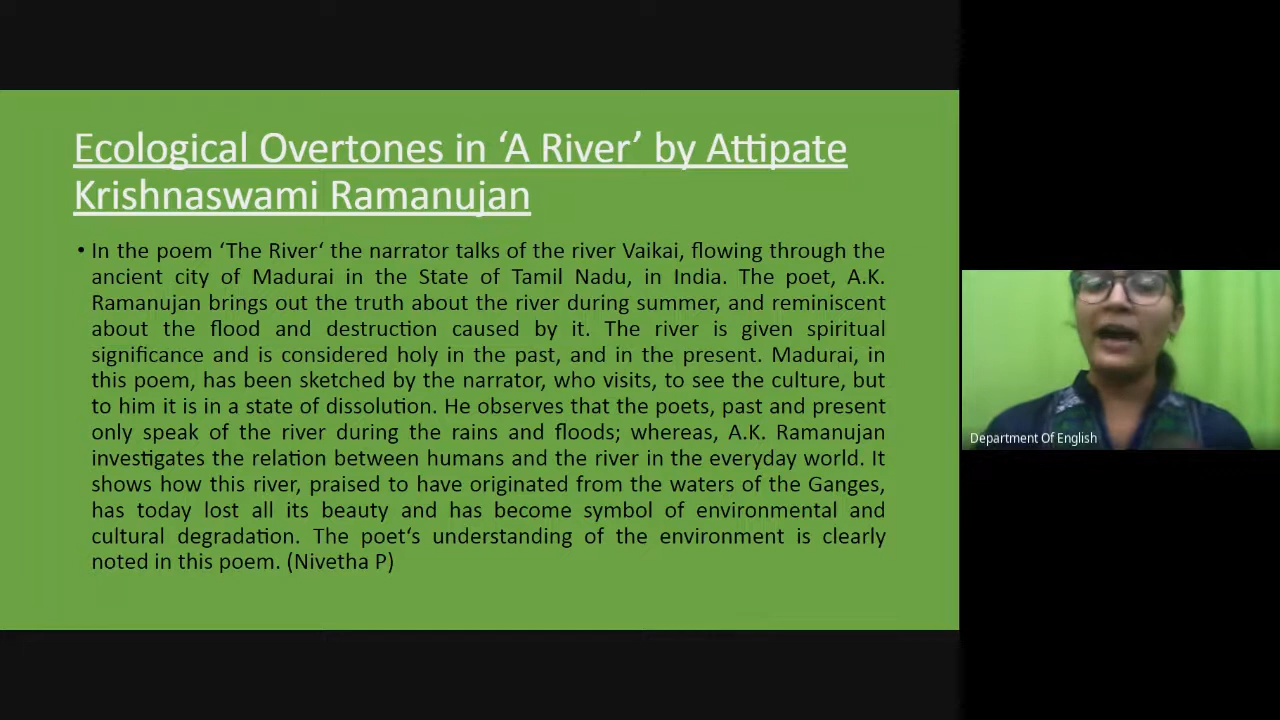 Ecological Overtones in ‘A River’ by Attipate
Krishnaswami Ramanujan
• In the poem ‘The River‘ the narrator talks of the river Vaikai, flowing through the
ancient city of Madurai in the State of Tamil Nadu, in India. The poet, A.K.
Ramanujan brings out the truth about the river during summer, and reminiscent
about the flood and destruction caused by it. The river is given spiritual
significance and is considered holy in the past, and in the present. Madurai, in
this poem, has been sketched by the narrator, who visits, to see the culture, but
to him it is in a state of dissolution. He observes that the poets, past and present
only speak of the river during the rains and floods; whereas, A.K. Ramanujan
investigates the relation between humans and the river in the everyday world. It
shows how this river, praised to have originated from the waters of the Ganges,
has today lost all its beauty and has become symbol of environmental and
cultural degradation. The poet‘s understanding of the environment is clearly
noted in this poem. (Nivetha P)
Department Of English